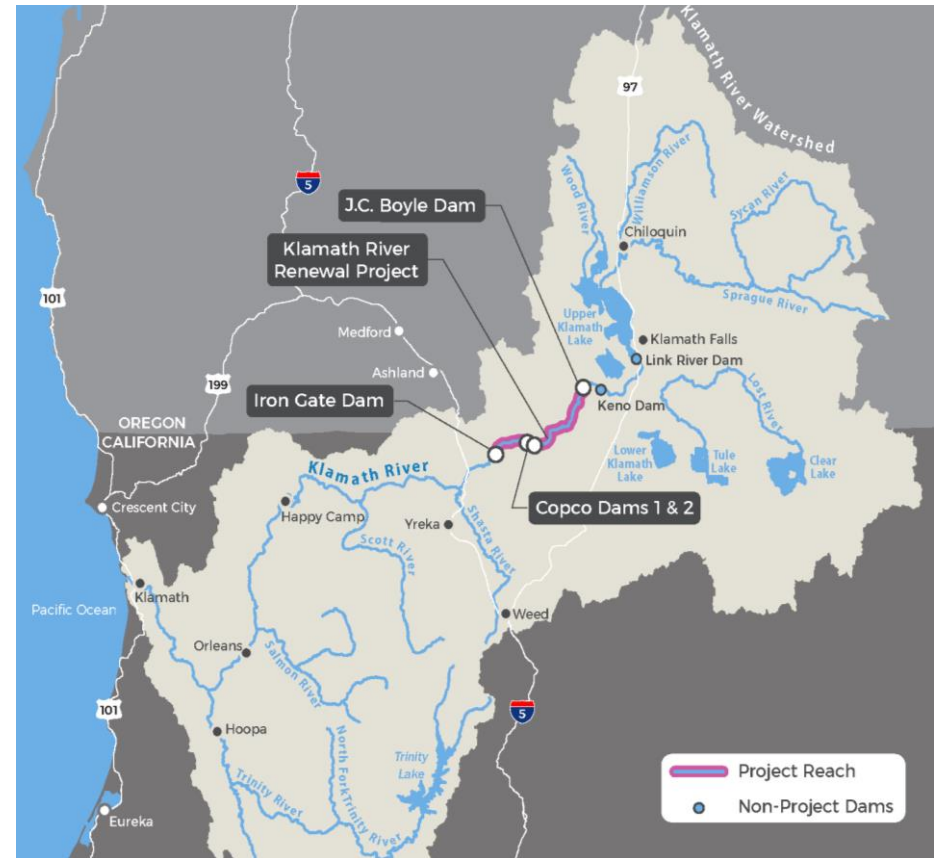 Klamath River Watershed
97
5
Wood River
Williamson River
Sycan River
J.C. Boyle Dam
Chiloquin
Klamath River
Renewal Project
Sprague River
101
Upper
Klamath
Lake
Medford
Klamath Falls
Link River Dam
Ashland
199
Keno Dam
Lost River
Iron Gate Dam
OREGON
CALIFORNIA
Lower
Klamath
Lake
Tule
Lake
Clear
Lake
Klamath River
Copco Dams 1 & 2
Crescent City
Happy Camp
Yreka
Shasta River
Scott River
Klamath
Pacific Ocean
Weed
Orleans
Salmon River
101
5
Hoopa
North Fork Trinity River
Trinity
Lake
Trinity River
Eureka
Project Reach
Non-Project Dams